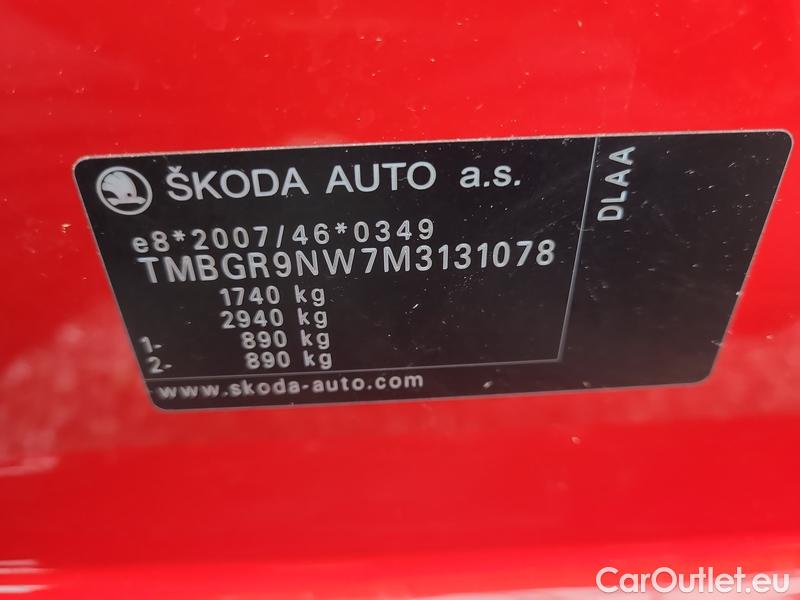 ŠKODA AUTO a.s.
DLAA
e8*2007/46*0349
TMBGR9NW7M3131078
1740 kg
2940 kg
1- 890 kg
2- 890 kg
www.skoda-auto.com
CarOutlet.eu